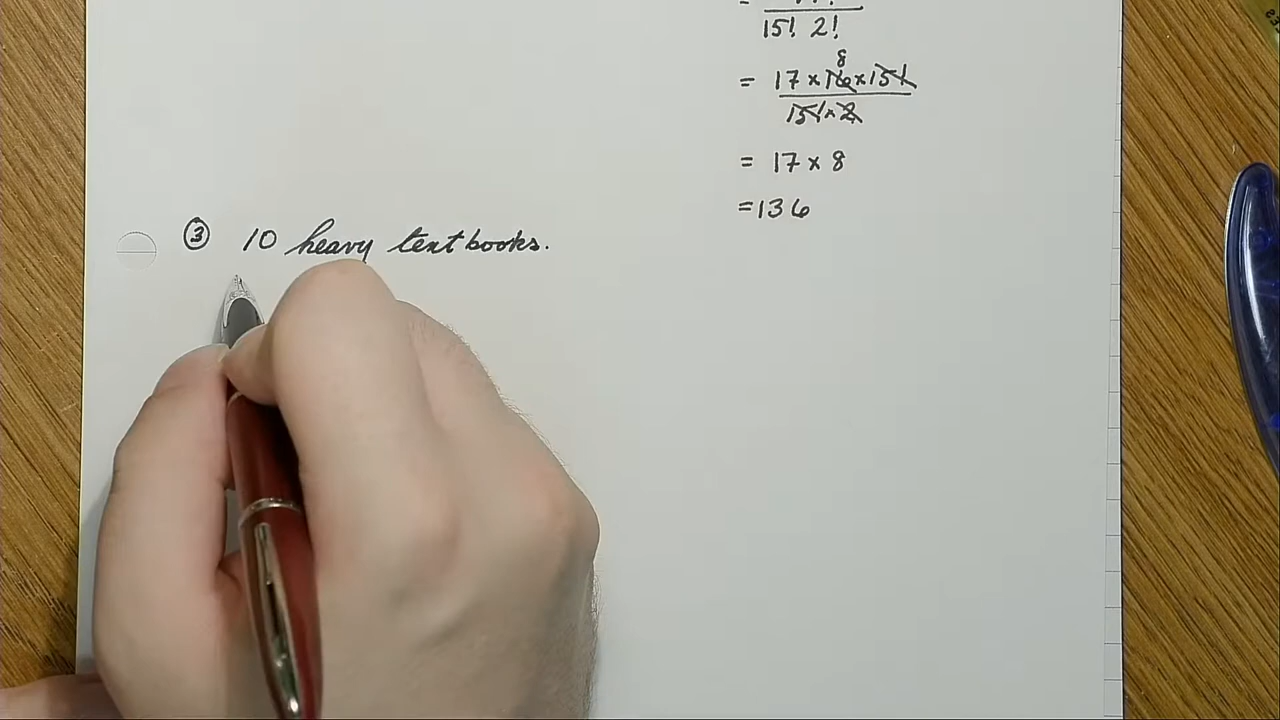 15! 2!
= 17 × 16 × 15!
8
15! × 2
= 17 × 8
= 136
③ 10 heavy textbooks.